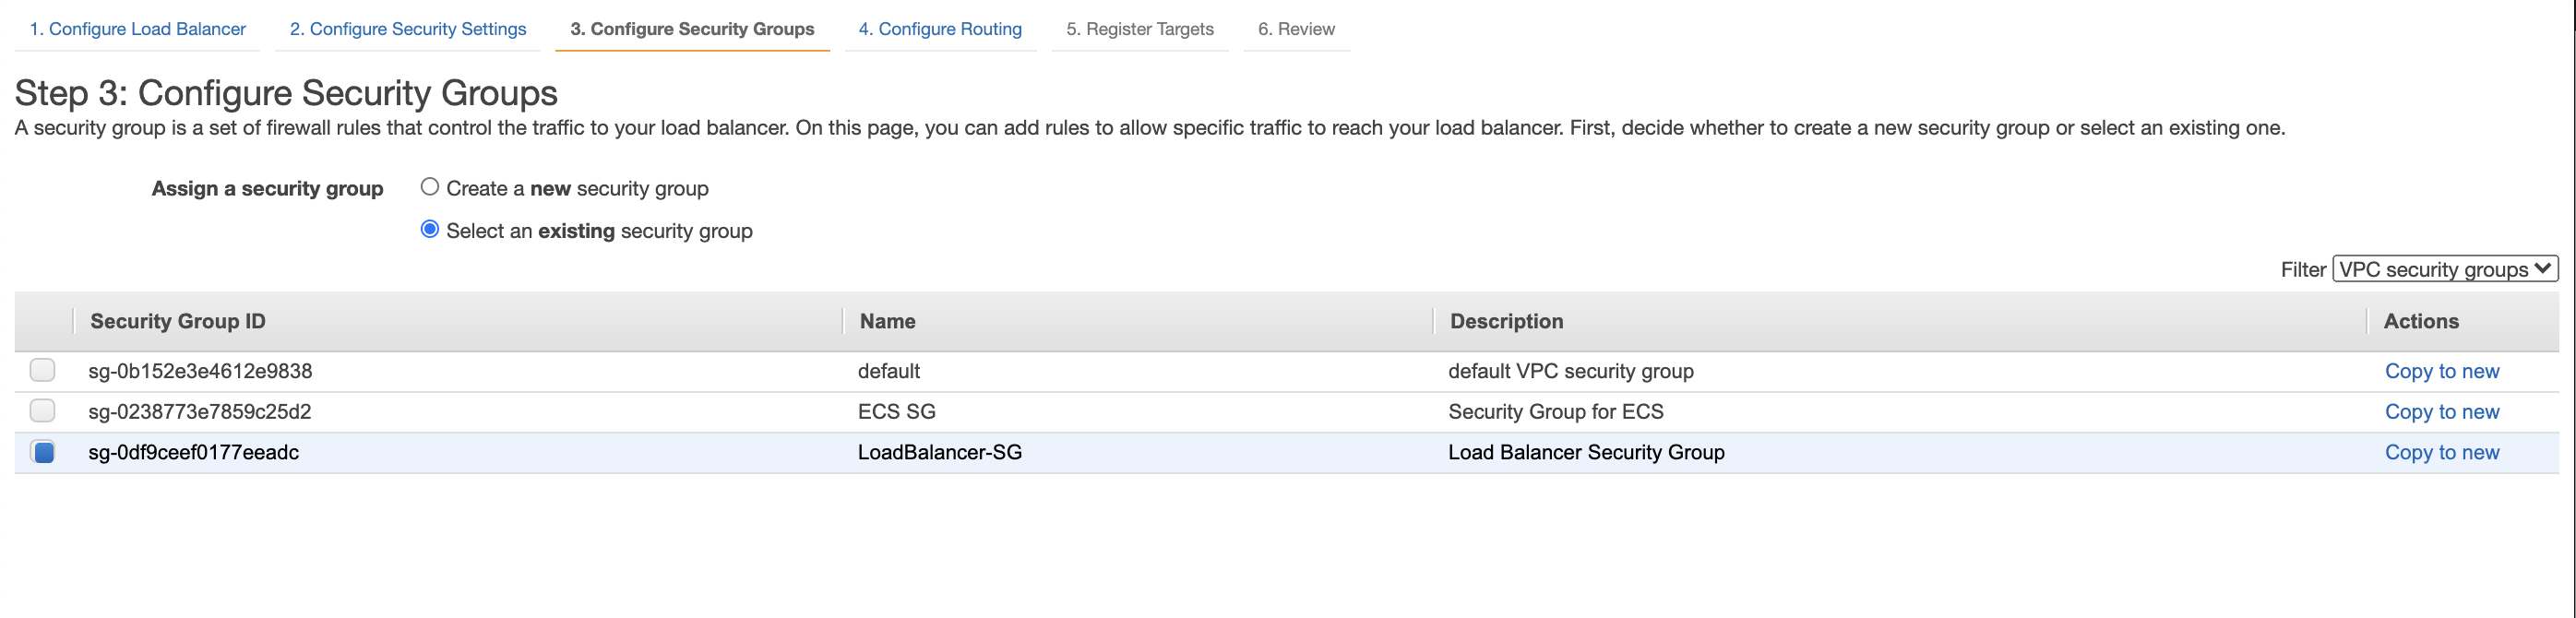 1. Configure Load Balancer 2. Configure Security Settings 3. Configure Security Groups 4. Configure Routing 5. Register Targets 6. Review
Step 3: Configure Security Groups
A security group is a set of firewall rules that control the traffic to your load balancer. On this page, you can add rules to allow specific traffic to reach your load balancer. First, decide whether to create a new security group or select an existing one.
Assign a security group Create a new security group
Select an existing security group
Filter VPC security groups
Security Group ID Name Description Actions
sg-0b152e3e4612e9838 default default VPC security group Copy to new
sg-0238773e7859c25d2 ECS SG Security Group for ECS Copy to new
sg-0df9ceef0177eeadc LoadBalancer-SG Load Balancer Security Group Copy to new